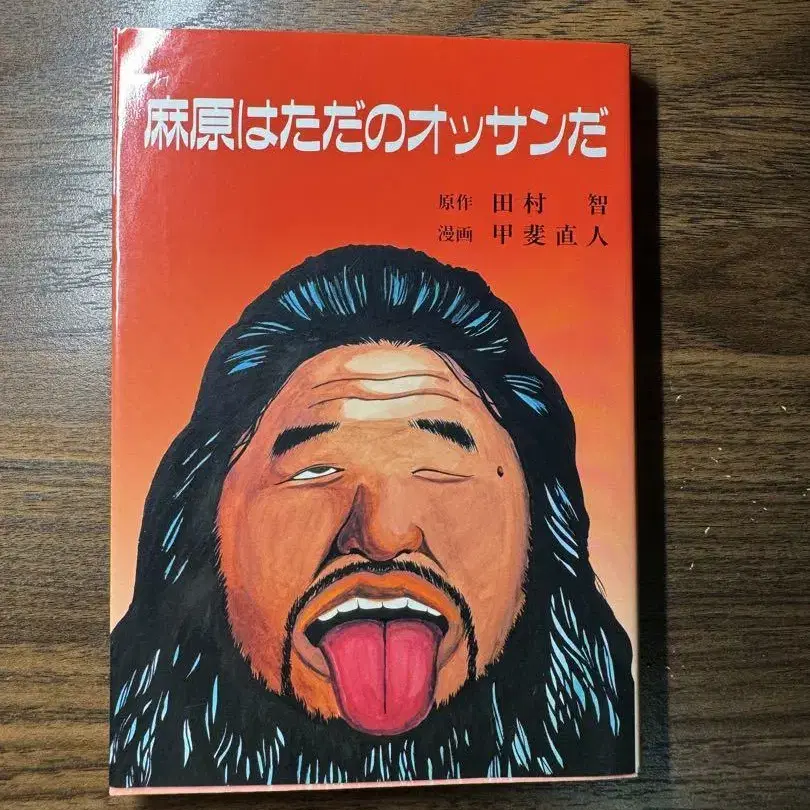 麻原はただのオッサンだ
原作 田村 智
漫画 甲斐直人